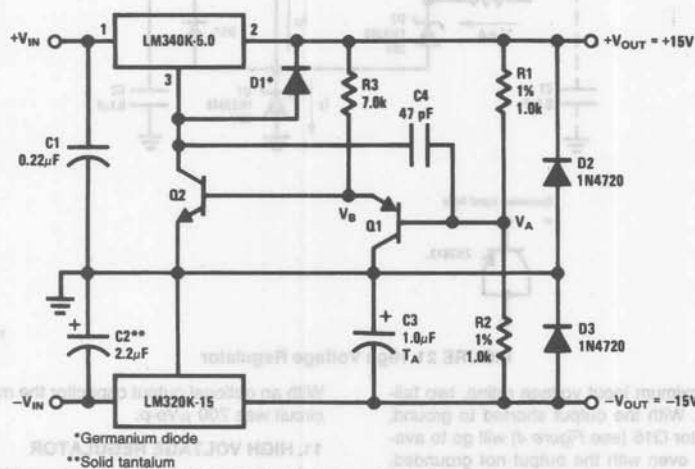 +VIN
1
LM340K-5.0
2
+VOUT = +15V
3
D1*
R3
7.0k
C4
47 pF
R1
1%
1.0k
C1
0.22μF
D2
1N4720
Q2
VB
Q1
VA
C2**
2.2μF
+
+
C3
1.0μF
TA
R2
1%
1.0k
D3
1N4720
-VIN
LM320K-15
-VOUT = -15V
*Germanium diode
**Solid tantalum